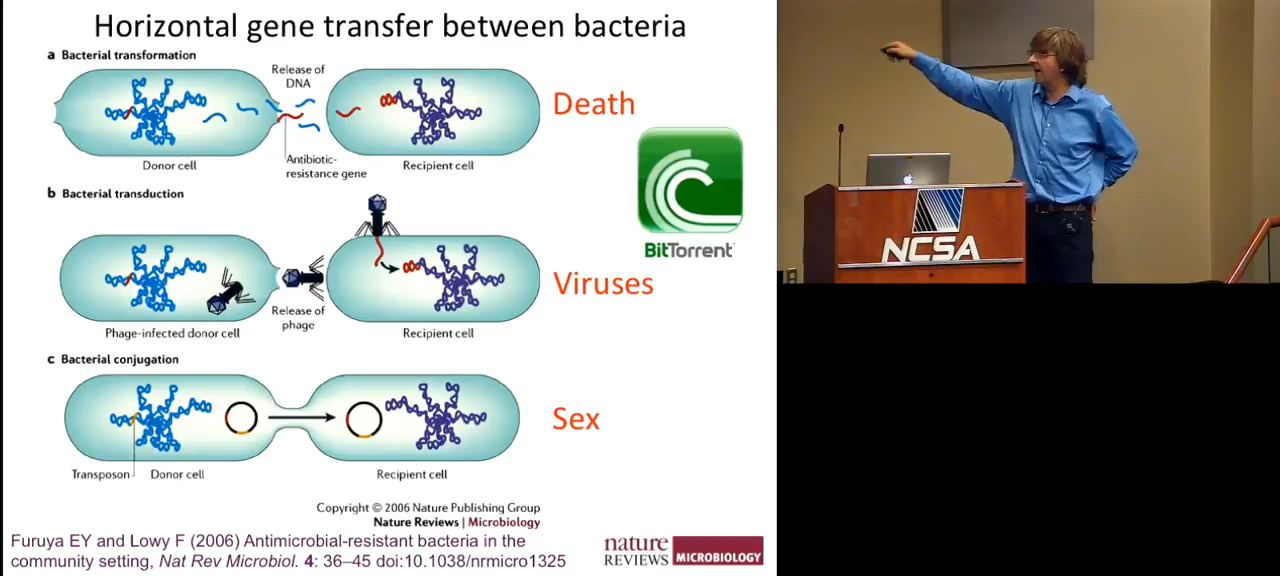 Horizontal gene transfer between bacteria
a Bacterial transformation
Release of
DNA
Death
Donor cell
Antibiotic-
resistance gene
Recipient cell
b Bacterial transduction
BitTorrent™
Viruses
Phage-infected donor cell
Release of
phage
Recipient cell
c Bacterial conjugation
Sex
Transposon
Donor cell
Recipient cell
Copyright © 2006 Nature Publishing Group
Nature Reviews | Microbiology
Furuya EY and Lowy F (2006) Antimicrobial-resistant bacteria in the
community setting, Nat Rev Microbiol. 4: 36–45 doi:10.1038/nrmicro1325
nature
REVIEWS MICROBIOLOGY
NCSA